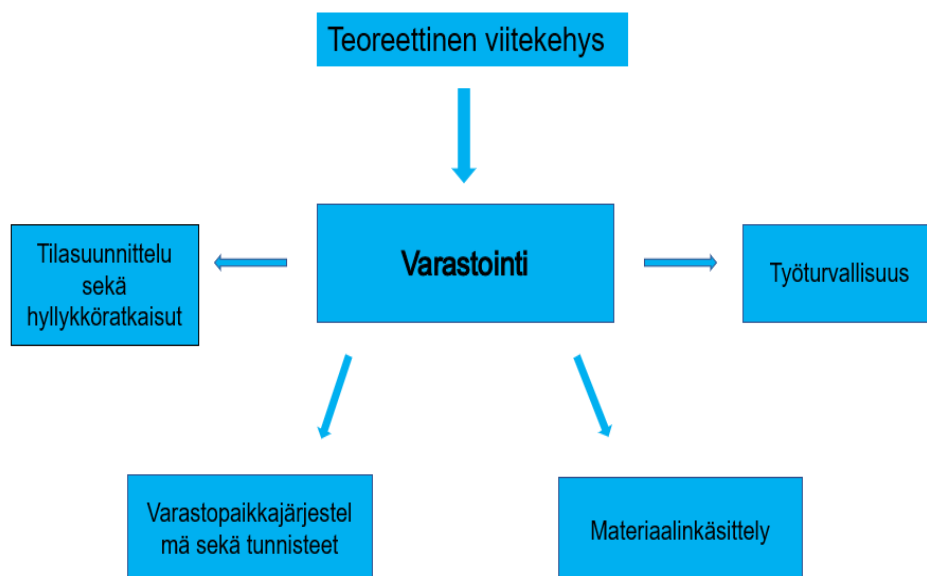 Teoreettinen viitekehys
Varastointi
Tilasuunnittelu
sekä
hyllykköratkaisut
Työturvallisuus
Varastopaikkajärjestel
mä sekä tunnisteet
Materiaalinkäsittely